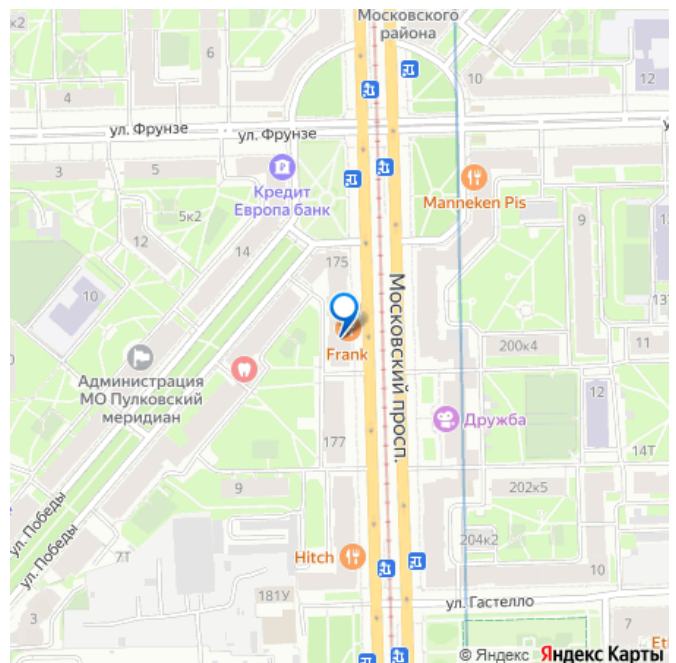 к2
Московского
района
6
10
12
4
ул. Фрунзе
ул. Фрунзе
3
5
Кредит
Европа банк
Manneken Pis
5к2
12
14
9
175
10
Московский просп.
Frank
200к4
11
Администрация
МО Пулковский
меридиан
12
177
Дружба
14Т
9
202к5
ул. Победы
ул. Победы
7Т
204к2
Hitch
10
181У
ул. Гастелло
3
7
© Яндекс Яндекс Карты